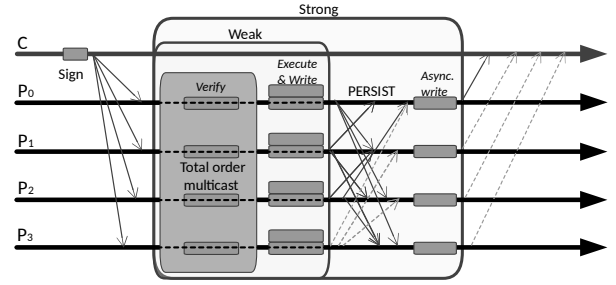 Strong
Weak
C
Sign
Execute
& Write
Verify
PERSIST
Async.
write
P0
P1
Total order
multicast
P2
P3